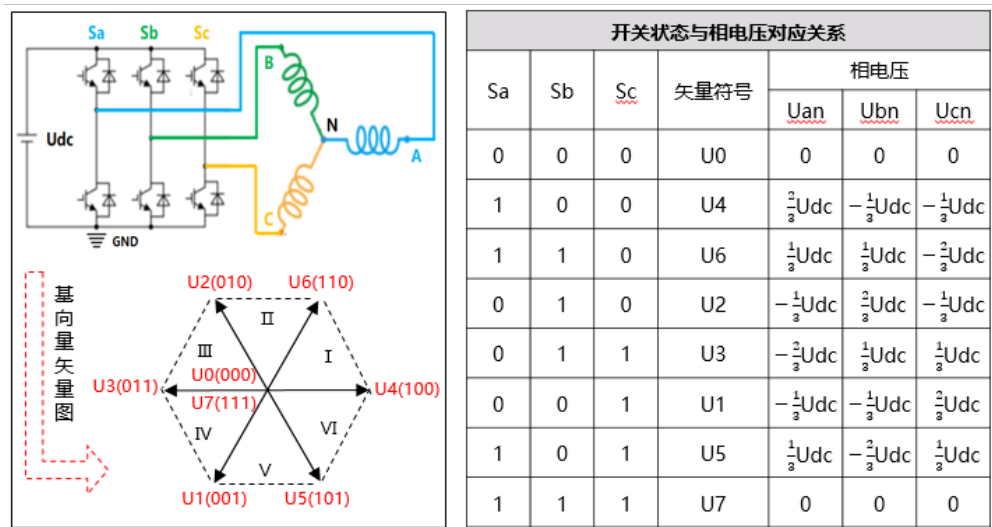 Sa Sb Sc
B
N
Udc
A
C
GND
基向量矢量图
U2(010) U6(110)
II
III I
U0(000)
U3(011) U4(100)
U7(111)
IV VI
V
U1(001) U5(101)
开关状态与相电压对应关系
Sa Sb Sc 矢量符号 相电压
Uan Ubn Ucn
0 0 0 U0 0 0 0
1 0 0 U4 2/3Udc -1/3Udc -1/3Udc
1 1 0 U6 1/3Udc 1/3Udc -2/3Udc
0 1 0 U2 -1/3Udc 2/3Udc -1/3Udc
0 1 1 U3 -2/3Udc 1/3Udc 1/3Udc
0 0 1 U1 -1/3Udc -1/3Udc 2/3Udc
1 0 1 U5 1/3Udc -2/3Udc 1/3Udc
1 1 1 U7 0 0 0